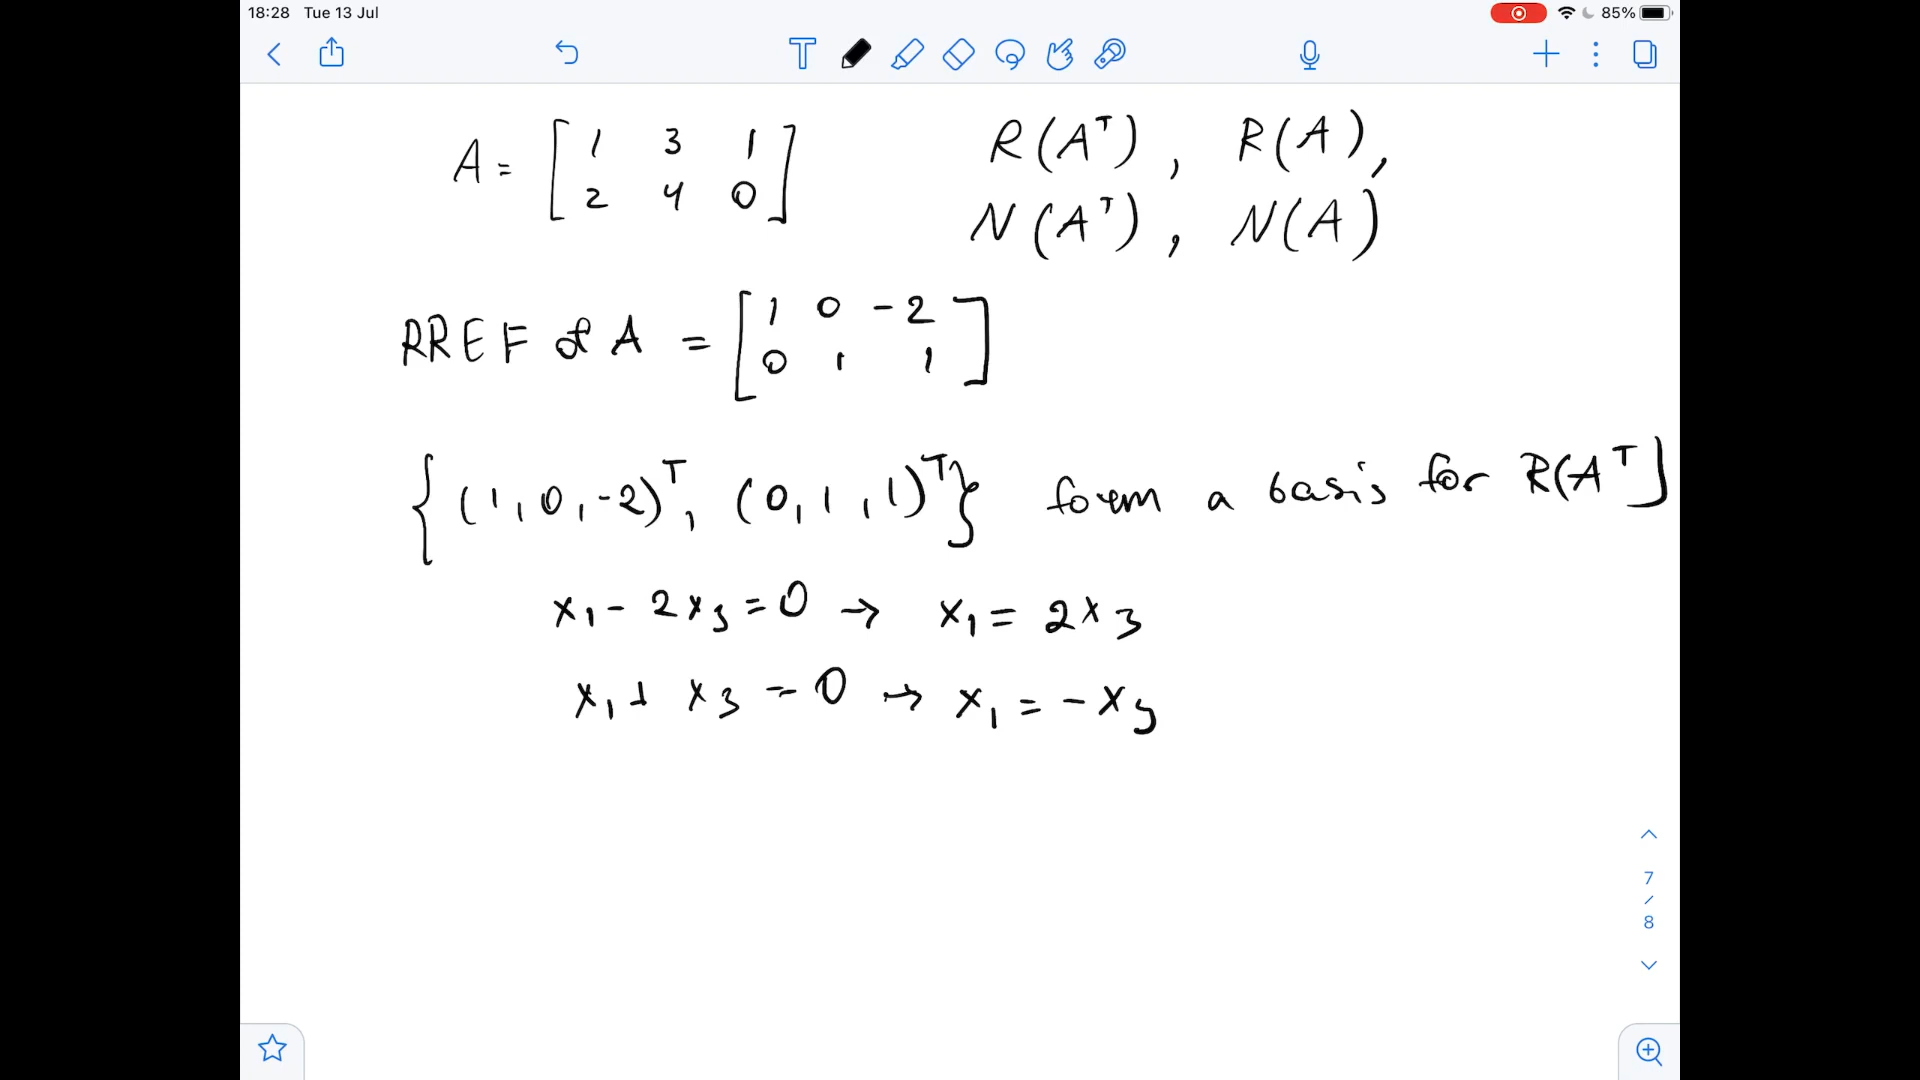 18:28 Tue 13 Jul 85%
A = [ 1 3 1 R(Aᵀ), R(A),
2 4 0 ] N(Aᵀ), N(A)
RREF of A = [ 1 0 -2
0 1 1 ]
{(1,0,-2)ᵀ, (0,1,1)ᵀ} form a basis for R(Aᵀ)
x₁ - 2x₃ = 0 → x₁ = 2x₃
x₁ + x₃ = 0 → x₁ = -x₃
7
/
8